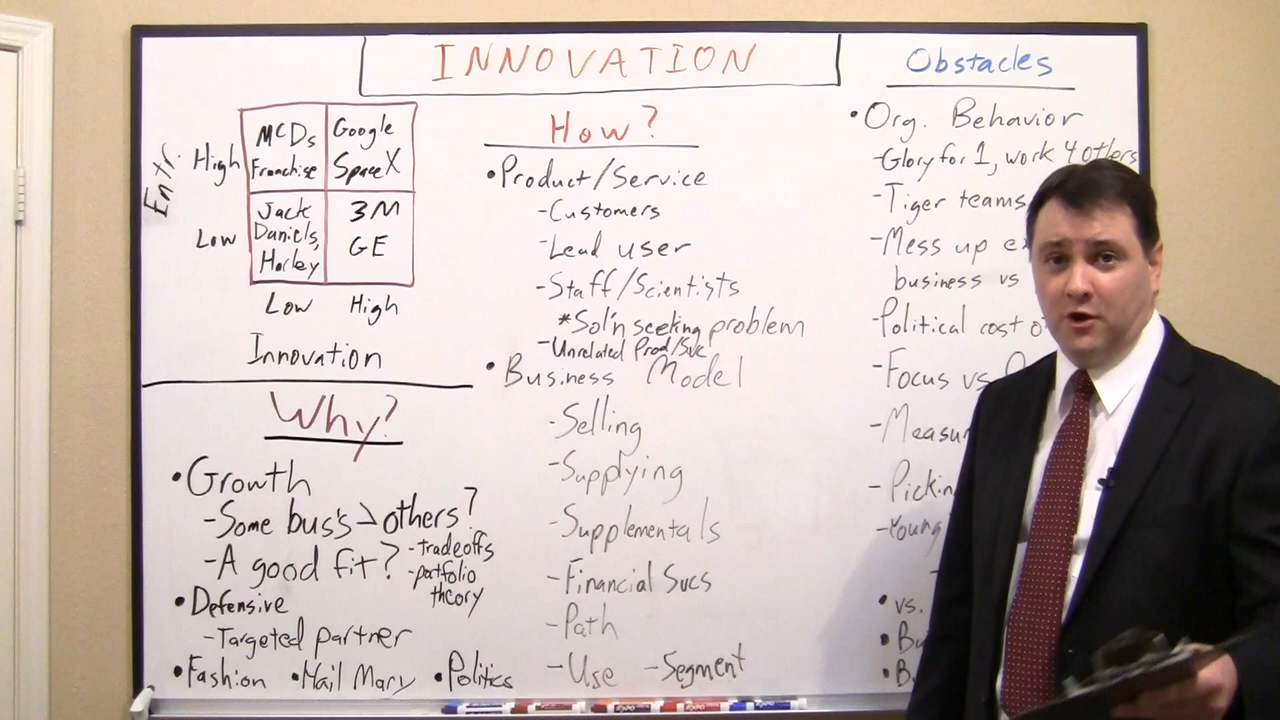 INNOVATION
Entr.
High
MCDs
Franchise
Google
SpaceX
Low
Jack
Daniels,
Harley
3M
GE
Low High
Innovation
Why?
•Growth
-Some bus's > others?
-A good fit?
-tradeoffs
-portfolio
theory
•Defensive
-Targeted partner
•Fashion •Hail Mary •Politics
How?
•Product/Service
-Customers
-Lead user
-Staff/Scientists
*Sol'n seeking problem
-Unrelated Prod/Svc
•Business Model
-Selling
-Supplying
-Supplementals
-Financial Svcs
-Path
-Use -Segment
Obstacles
•Org. Behavior
-Glory for 1, work 4 others
-Tiger teams
-Mess up
business vs
-Political cost
-Focus vs
-Young
•vs.